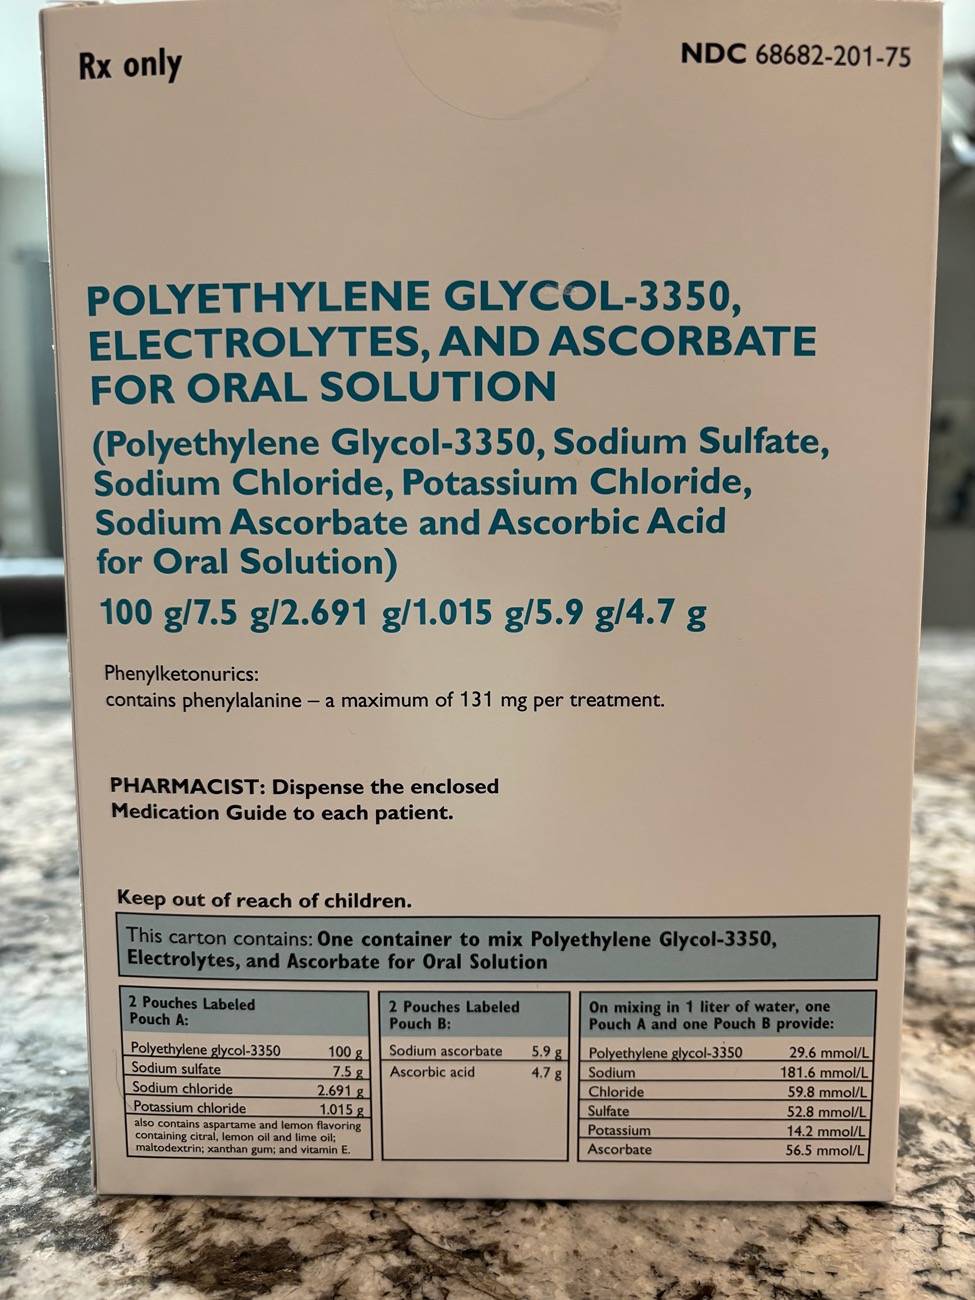 Rx only
NDC 68682-201-75
POLYETHYLENE GLYCOL-3350,
ELECTROLYTES, AND ASCORBATE
FOR ORAL SOLUTION
(Polyethylene Glycol-3350, Sodium Sulfate,
Sodium Chloride, Potassium Chloride,
Sodium Ascorbate and Ascorbic Acid
for Oral Solution)
100 g/7.5 g/2.691 g/1.015 g/5.9 g/4.7 g
Phenylketonurics:
contains phenylalanine – a maximum of 131 mg per treatment.
PHARMACIST: Dispense the enclosed
Medication Guide to each patient.
Keep out of reach of children.
This carton contains: One container to mix Polyethylene Glycol-3350,
Electrolytes, and Ascorbate for Oral Solution
2 Pouches Labeled
Pouch A:
Polyethylene glycol-3350 100 g
Sodium sulfate 7.5 g
Sodium chloride 2.691 g
Potassium chloride 1.015 g
also contains aspartame and lemon flavoring
containing citral, lemon oil and lime oil;
maltodextrin; xanthan gum; and vitamin E.
2 Pouches Labeled
Pouch B:
Sodium ascorbate 5.9 g
Ascorbic acid 4.7 g
On mixing in 1 liter of water, one
Pouch A and one Pouch B provide:
Polyethylene glycol-3350 29.6 mmol/L
Sodium 181.6 mmol/L
Chloride 59.8 mmol/L
Sulfate 52.8 mmol/L
Potassium 14.2 mmol/L
Ascorbate 56.5 mmol/L